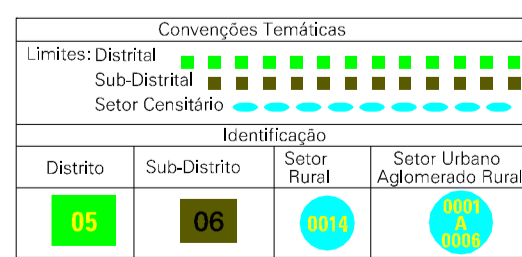 Convenções Temáticas
Limites: Distrital
Sub-Distrital
Setor Censitário
Identificação
Distrito
Sub-Distrito
Setor
Rural
Setor Urbano
Aglomerado Rural
05
06
0014
0001
A
0006